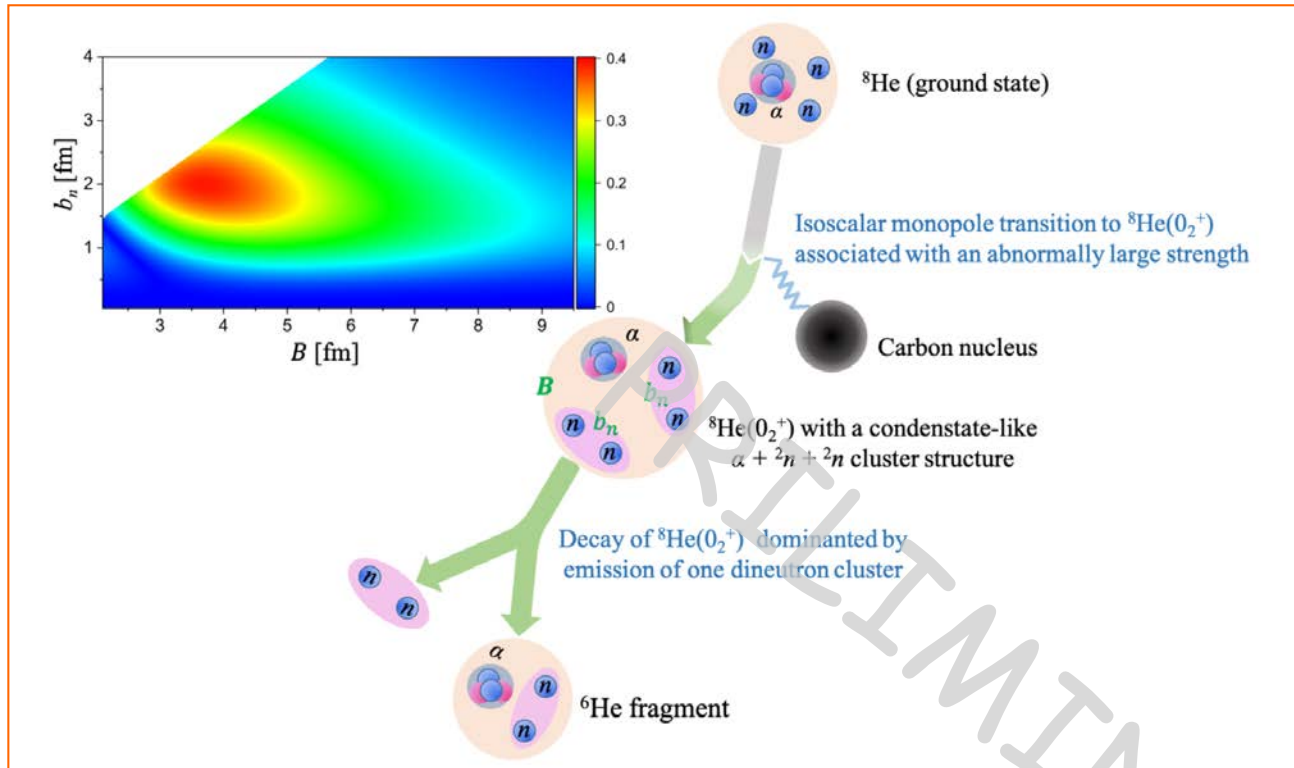 4
3
2
1
b_n [fm]
3
4
5
6
7
8
9
B [fm]
0.4
0.3
0.2
0.1
0
n
n
n
n
α
⁸He (ground state)
Isoscalar monopole transition to ⁸He(0₂⁺)
associated with an abnormally large strength
Carbon nucleus
α
B
n
b_n
n
n
b_n
n
⁸He(0₂⁺) with a condenstate-like
α + ²n + ²n cluster structure
Decay of ⁸He(0₂⁺) dominanted by
emission of one dineutron cluster
n
n
α
n
n
⁶He fragment
PRILIMIN